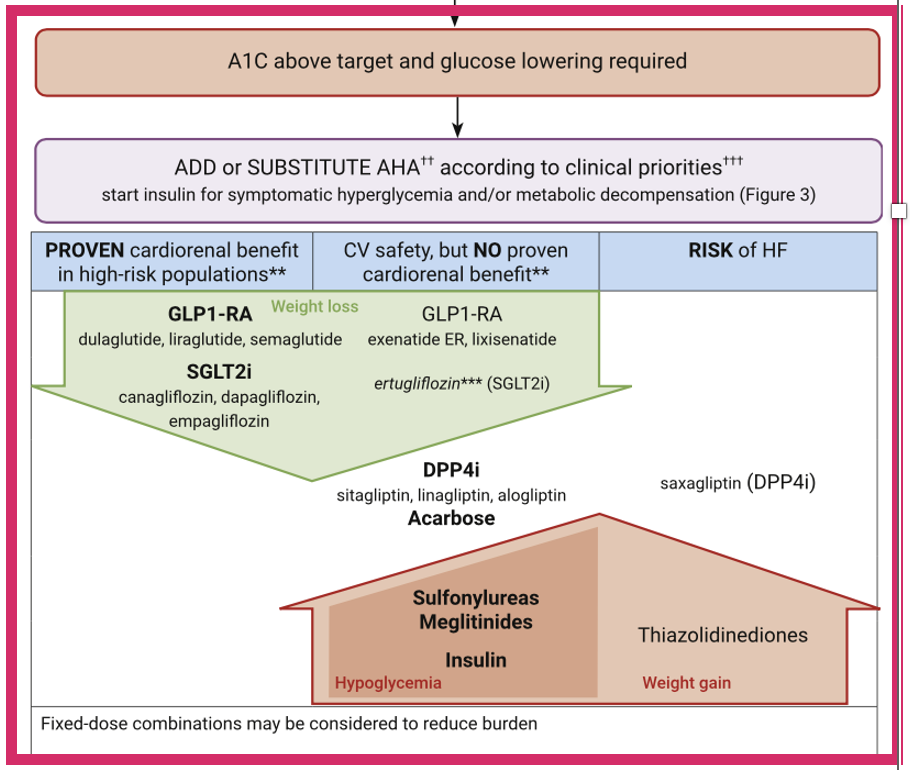 A1C above target and glucose lowering required
ADD or SUBSTITUTE AHA†† according to clinical priorities†††
start insulin for symptomatic hyperglycemia and/or metabolic decompensation (Figure 3)
PROVEN cardiorenal benefit
in high-risk populations**
CV safety, but NO proven
cardiorenal benefit**
RISK of HF
Weight loss
GLP1-RA
dulaglutide, liraglutide, semaglutide
SGLT2i
canagliflozin, dapagliflozin,
empagliflozin
GLP1-RA
exenatide ER, lixisenatide
ertugliflozin*** (SGLT2i)
DPP4i
sitagliptin, linagliptin, alogliptin
Acarbose
saxagliptin (DPP4i)
Sulfonylureas
Meglitinides
Insulin
Hypoglycemia
Thiazolidinediones
Weight gain
Fixed-dose combinations may be considered to reduce burden